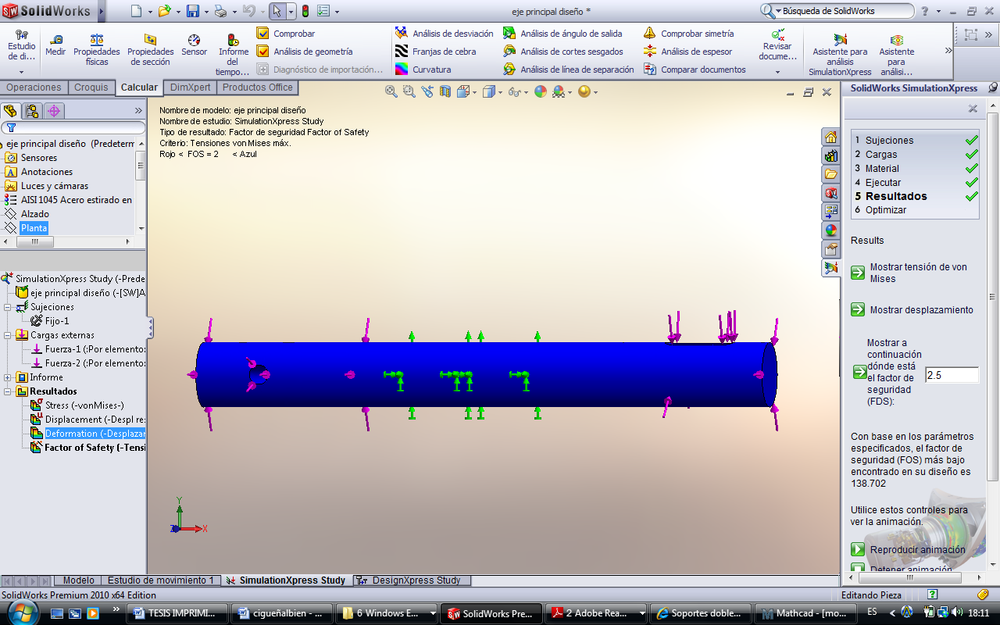 SolidWorks
eje principal diseño *
Búsqueda de SolidWorks
Estudio de di...
Medir
Propiedades físicas
Propiedades de sección
Sensor
Informe del tiempo...
Comprobar
Análisis de geometría
Diagnóstico de importación...
Análisis de desviación
Franjas de cebra
Curvatura
Análisis de ángulo de salida
Análisis de cortes sesgados
Análisis de línea de separación
Comprobar simetría
Análisis de espesor
Comparar documentos
Revisar docume...
Asistente para análisis SimulationXpress
Asistente para análisi...
Operaciones
Croquis
Calcular
DimXpert
Productos Office
eje principal diseño (Predeterm
Sensores
Anotaciones
Luces y cámaras
AISI 1045 Acero estirado en
Alzado
Planta
SimulationXpress Study (-Prede
eje principal diseño (-[SW]A
Sujeciones
Fijo-1
Cargas externas
Fuerza-1 (:Por elemento:
Fuerza-2 (:Por elemento:
Informe
Resultados
Stress (-vonMises-)
Displacement (-Despl re:
Deformation (-Desplazar
Factor of Safety (-Tensi
Nombre de modelo: eje principal diseño
Nombre de estudio: SimulationXpress Study
Tipo de resultado: Factor de seguridad Factor of Safety
Criterio: Tensiones von Mises máx.
Rojo < FOS = 2 < Azul
Y
X
Z
SolidWorks SimulationXpress
1 Sujeciones
2 Cargas
3 Material
4 Ejecutar
5 Resultados
6 Optimizar
Results
Mostrar tensión de von
Mises
Mostrar desplazamiento
Mostrar a
continuación
dónde está
el factor de
seguridad
(FDS):
2.5
Con base en los parámetros
especificados, el factor de
seguridad (FOS) más bajo
encontrado en su diseño es
138.702
Utilice estos controles para
ver la animación.
Reproducir animación
Detener animación
Modelo
Estudio de movimiento 1
SimulationXpress Study
DesignXpress Study
SolidWorks Premium 2010 x64 Edition
Editando Pieza
TESIS IMPRIMI...
cigueñalbien - ...
6 Windows E...
SolidWorks Pre...
2 Adobe Rea...
Soportes doble...
Mathcad - [mo...
ES
18:11